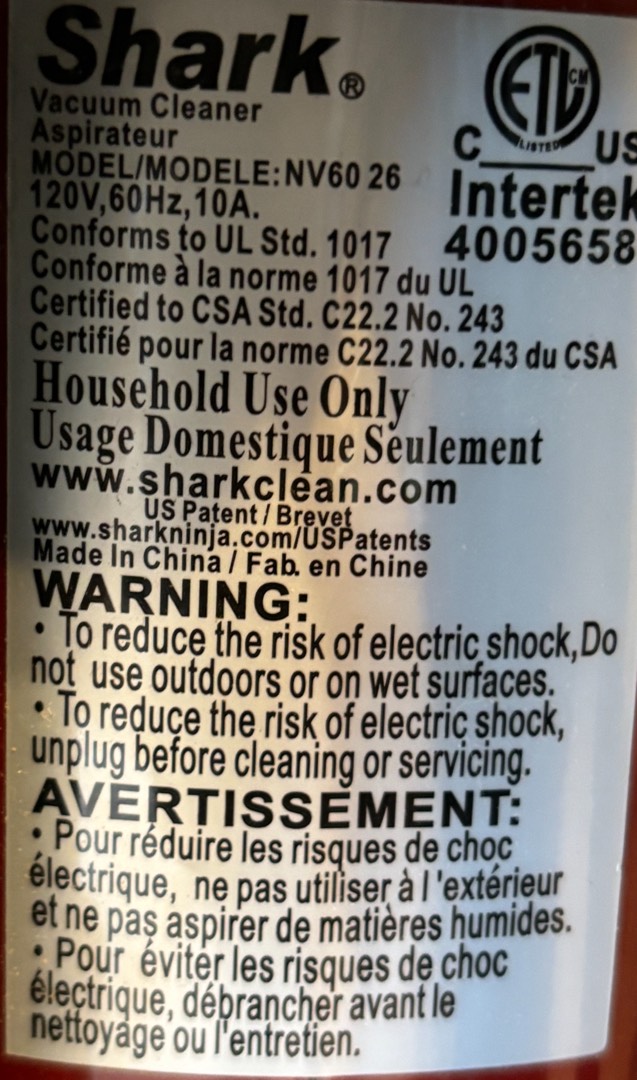 Shark®
Vacuum Cleaner
Aspirateur
MODEL/MODELE: NV60 26
120V,60Hz,10A.
ETL CM
LISTED
C US
Intertek
4005658
Conforms to UL Std. 1017
Conforme à la norme 1017 du UL
Certified to CSA Std. C22.2 No. 243
Certifié pour la norme C22.2 No. 243 du CSA
Household Use Only
Usage Domestique Seulement
www.sharkclean.com
US Patent / Brevet
www.sharkninja.com/USPatents
Made In China / Fab. en Chine
WARNING:
• To reduce the risk of electric shock,Do
not use outdoors or on wet surfaces.
• To reduce the risk of electric shock,
unplug before cleaning or servicing.
AVERTISSEMENT:
• Pour réduire les risques de choc
électrique, ne pas utiliser à l'extérieur
et ne pas aspirer de matières humides.
• Pour éviter les risques de choc
électrique, débrancher avant le
nettoyage ou l'entretien.